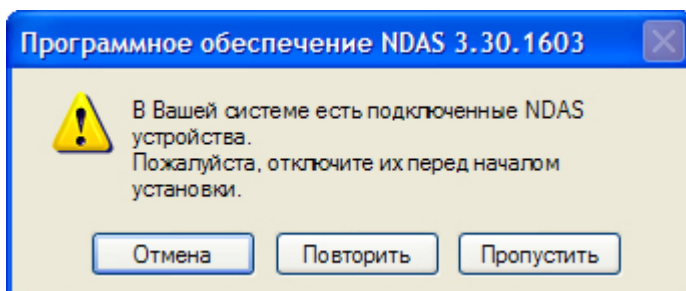 Программное обеспечение NDAS 3.30.1603
В Вашей системе есть подключенные NDAS
устройства.
Пожалуйста, отключите их перед началом
установки.
Отмена Повторить Пропустить